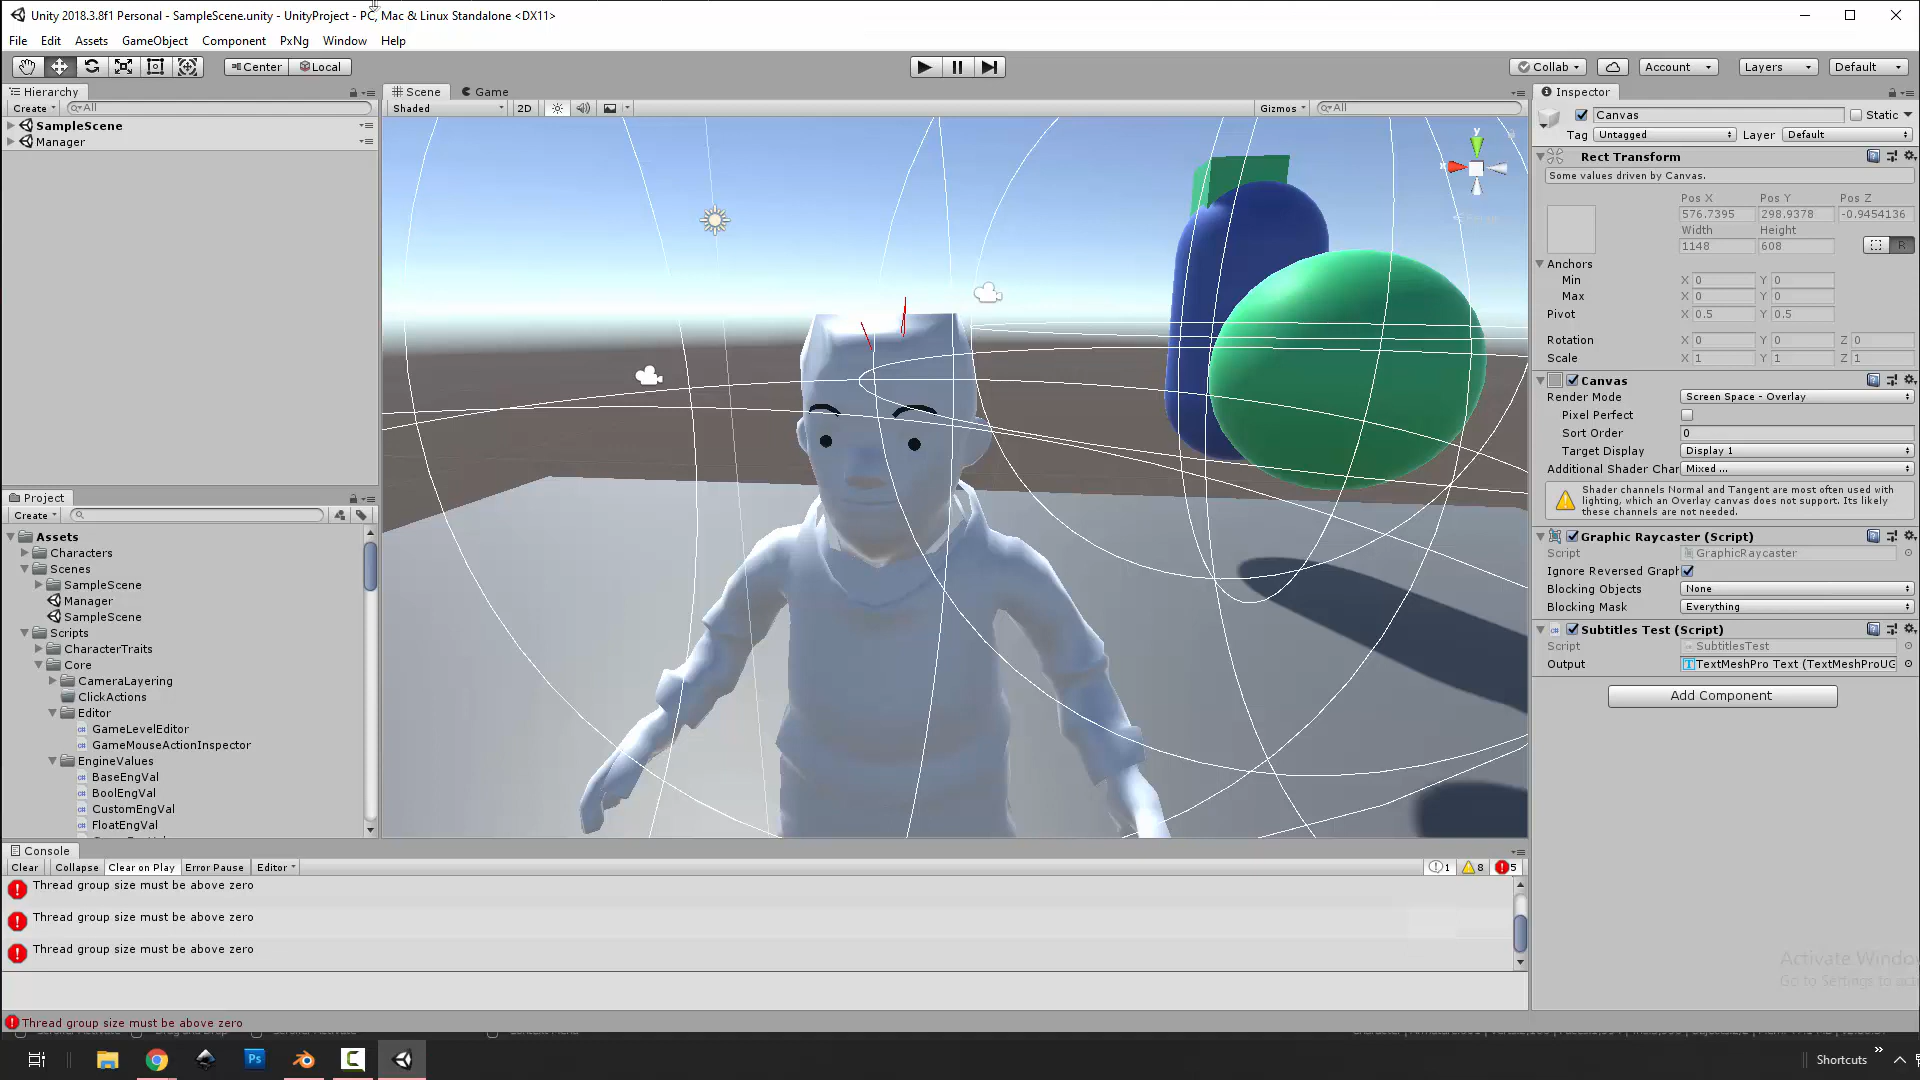 Unity 2018.3.8f1 Personal - SampleScene.unity - UnityProject - PC, Mac & Linux Standalone <DX11>
File Edit Assets GameObject Component PxNg Window Help
Center Local
Collab Account Layers Default
Hierarchy
Create All
SampleScene
Manager
Scene Game
Shaded 2D Gizmos All
y
Project
Create
Assets
Characters
Scenes
SampleScene
Manager
SampleScene
Scripts
CharacterTraits
Core
CameraLayering
ClickActions
Editor
GameLevelEditor
GameMouseActionInspector
EngineValues
BaseEngVal
BoolEngVal
CustomEngVal
FloatEngVal
Inspector
Canvas Static
Tag Untagged Layer Default
Rect Transform
Some values driven by Canvas.
Pos X Pos Y Pos Z
576.7395 298.9378 -0.9454136
Width Height
1148 608 R
Anchors
Min X 0 Y 0
Max X 0 Y 0
Pivot X 0.5 Y 0.5
Rotation X 0 Y 0 Z 0
Scale X 1 Y 1 Z 1
Canvas
Render Mode Screen Space - Overlay
Pixel Perfect
Sort Order 0
Target Display Display 1
Additional Shader Char Mixed ...
Shader channels Normal and Tangent are most often used with
lighting, which an Overlay canvas does not support. Its likely
these channels are not needed.
Graphic Raycaster (Script)
Script GraphicRaycaster
Ignore Reversed Graph
Blocking Objects None
Blocking Mask Everything
Subtitles Test (Script)
Script SubtitlesTest
Output TextMeshPro Text (TextMeshProUG
Add Component
Console
Clear Collapse Clear on Play Error Pause Editor 1 8 5
Thread group size must be above zero
Thread group size must be above zero
Thread group size must be above zero
Activate Windo
Go to Settings to
Thread group size must be above zero
Ps
Shortcuts